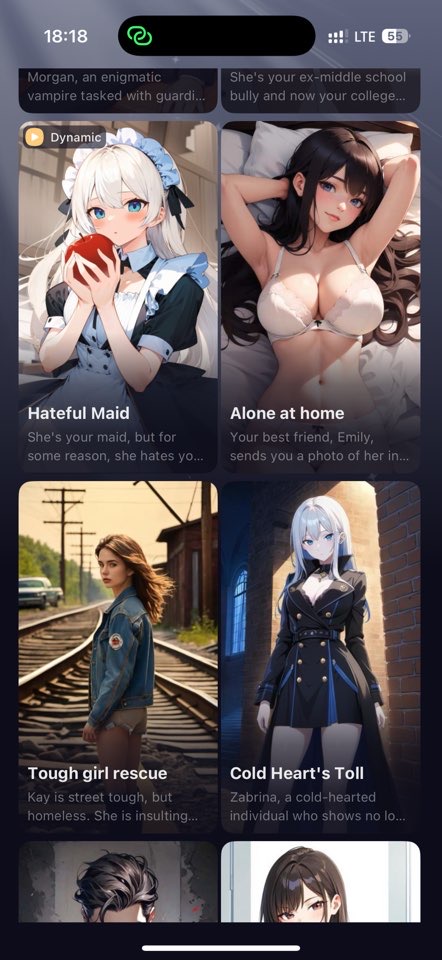 18:18
LTE
55
Morgan, an enigmatic
vampire tasked with guardi...
She's your ex-middle school
bully and now your college...
Dynamic
Hateful Maid
She's your maid, but for
some reason, she hates yo...
Alone at home
Your best friend, Emily,
sends you a photo of her in...
Tough girl rescue
Kay is street tough, but
homeless. She is insulting...
Cold Heart's Toll
Zabrina, a cold-hearted
individual who shows no lo...